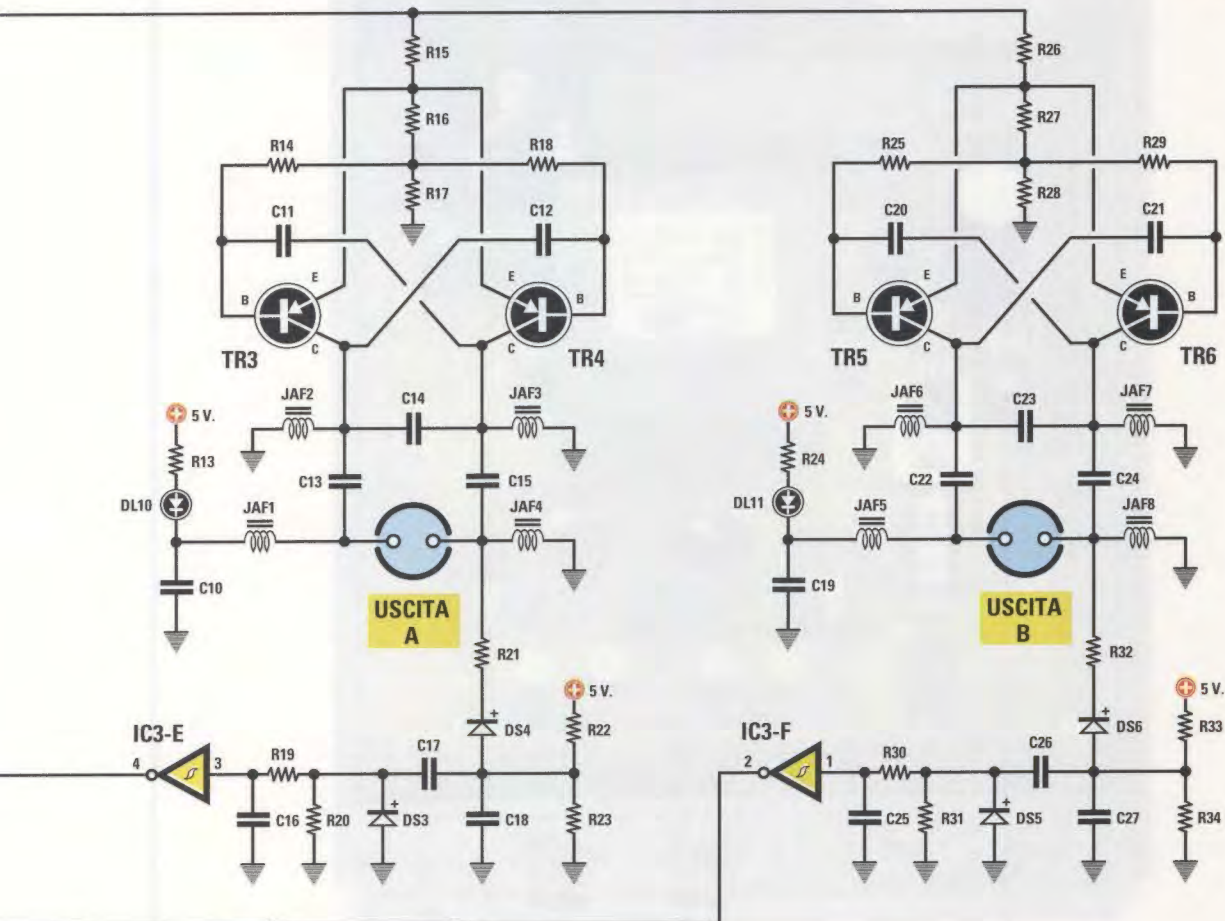 R15
R26
R16
R27
R14
R18
R25
R29
R17
R28
C11
C12
C20
C21
E
E
E
E
B
B
B
B
C
C
C
C
TR3
TR4
TR5
TR6
JAF2
C14
JAF3
JAF6
C23
JAF7
5 V.
5 V.
R13
R24
C13
C15
C22
C24
DL10
JAF1
JAF4
DL11
JAF5
JAF8
C10
C19
USCITA
A
USCITA
B
R21
R32
5 V.
5 V.
IC3-E
DS4
R22
IC3-F
DS6
R33
R19
C17
R30
C26
4
3
2
1
C16
R20
DS3
C18
R23
C25
R31
DS5
C27
R34